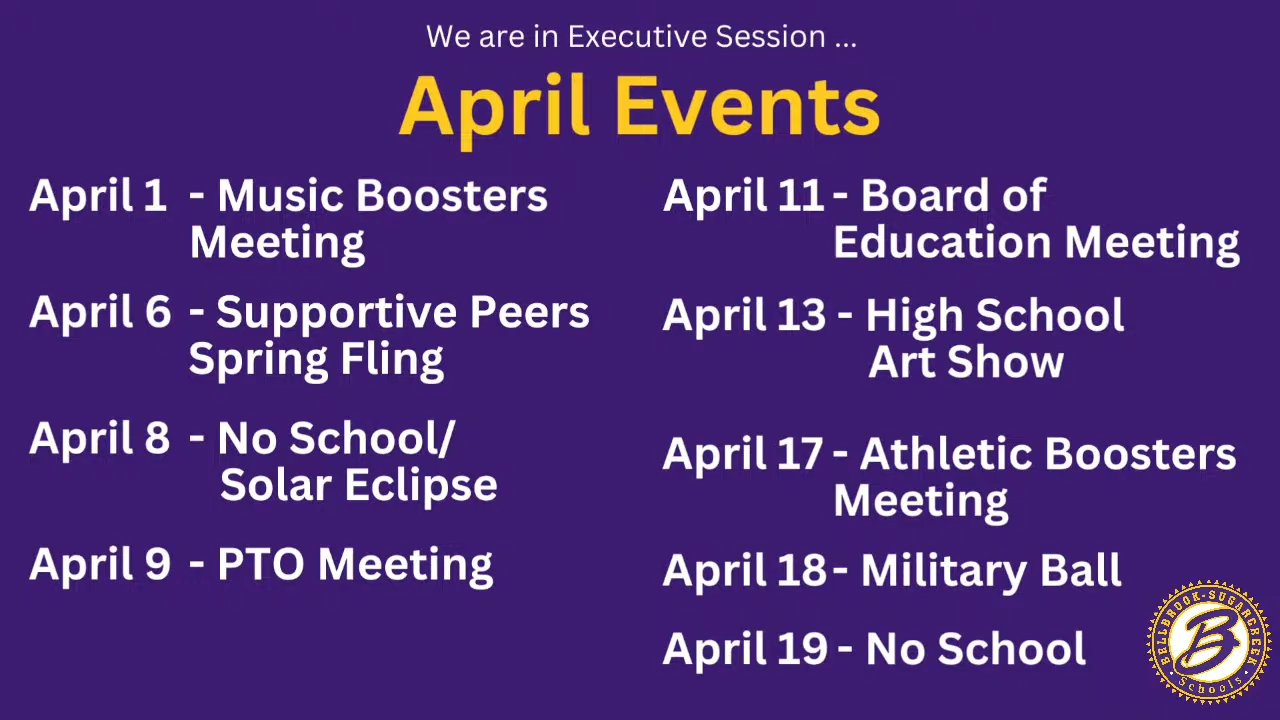 We are in Executive Session ...
April Events
April 1 - Music Boosters
Meeting
April 6 - Supportive Peers
Spring Fling
April 8 - No School/
Solar Eclipse
April 9 - PTO Meeting
April 11 - Board of
Education Meeting
April 13 - High School
Art Show
April 17 - Athletic Boosters
Meeting
April 18 - Military Ball
April 19 - No School
BELLBROOK-SUGARCREEK
B
Schools